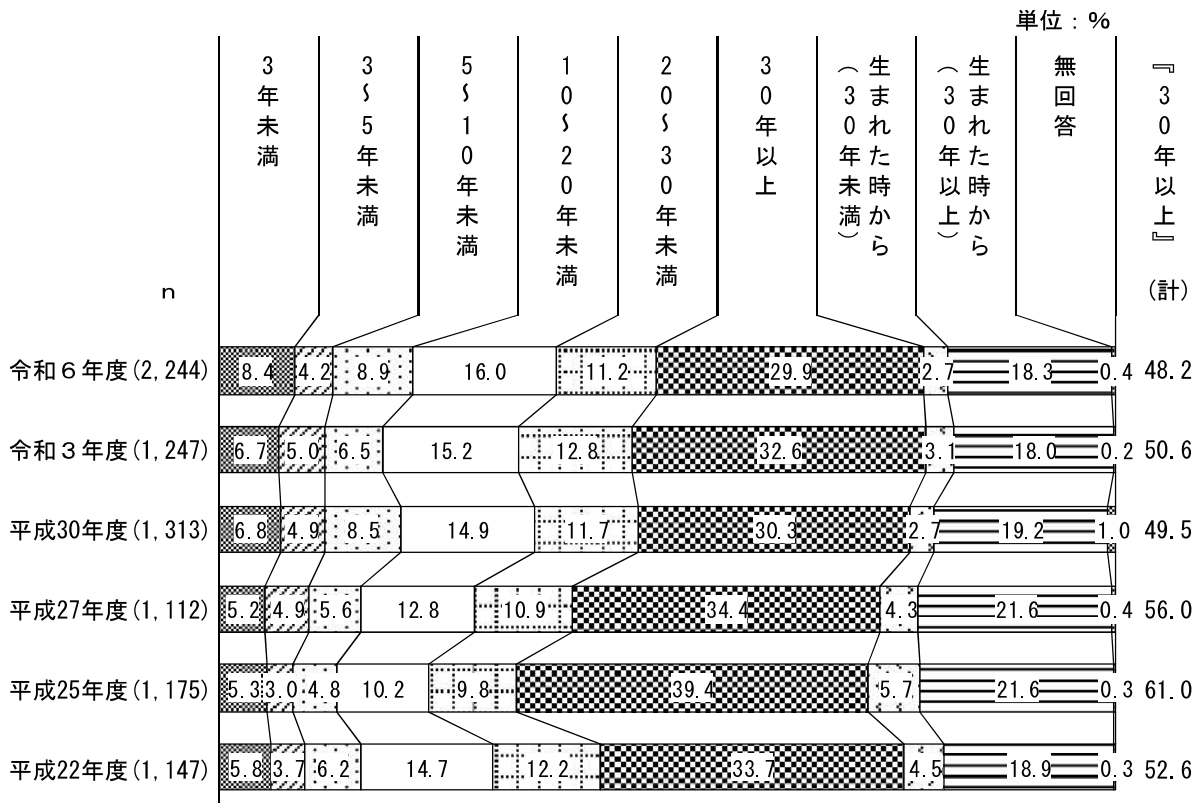 単位：％
3年未満
3～5年未満
5～10年未満
10～20年未満
20～30年未満
30年以上
生まれた時から
（30年未満）
生まれた時から
（30年以上）
無回答
『30年以上』
(計)
n
令和６年度(2,244) 8.4 4.2 8.9 16.0 11.2 29.9 2.7 18.3 0.4 48.2
令和３年度(1,247) 6.7 5.0 6.5 15.2 12.8 32.6 3.1 18.0 0.2 50.6
平成30年度(1,313) 6.8 4.9 8.5 14.9 11.7 30.3 2.7 19.2 1.0 49.5
平成27年度(1,112) 5.2 4.9 5.6 12.8 10.9 34.4 4.3 21.6 0.4 56.0
平成25年度(1,175) 5.3 3.0 4.8 10.2 9.8 39.4 5.7 21.6 0.3 61.0
平成22年度(1,147) 5.8 3.7 6.2 14.7 12.2 33.7 4.5 18.9 0.3 52.6